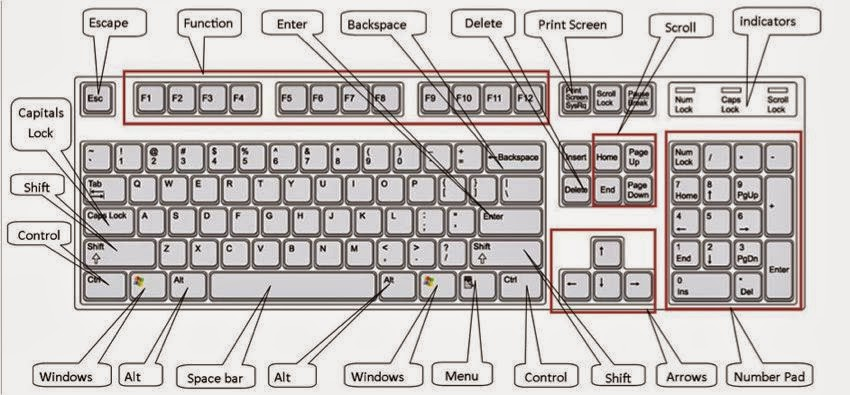 Escape
Function
Enter
Backspace
Delete
Print Screen
Scroll
indicators
Esc
F1 F2 F3 F4
F5 F6 F7 F8
F9 F10 F11 F12
Print Screen SysRq
Scroll Lock
Pause Break
Num Lock
Caps Lock
Scroll Lock
Capitals Lock
Shift
Control
~ `
! 1
@ 2
# 3
$ 4
% 5
^ 6
& 7
* 8
( 9
) 0
_ -
+ =
←Backspace
Insert
Home
Page Up
Num Lock
/
*
-
Tab
Q W E R T Y U I O P
{ [
} ]
| \
Delete
End
Page Down
7 Home
8 ↑
9 PgUp
+
Caps Lock
A S D F G H J K L
: ;
" '
Enter
4 ←
5
6 →
Shift ⇧
Z X C V B N M
< ,
> .
? /
Shift ⇧
↑
1 End
2 ↓
3 PgDn
Enter
Ctrl
Alt
Alt
Ctrl
← ↓ →
0 Ins
. Del
Windows
Alt
Space bar
Alt
Windows
Menu
Control
Shift
Arrows
Number Pad